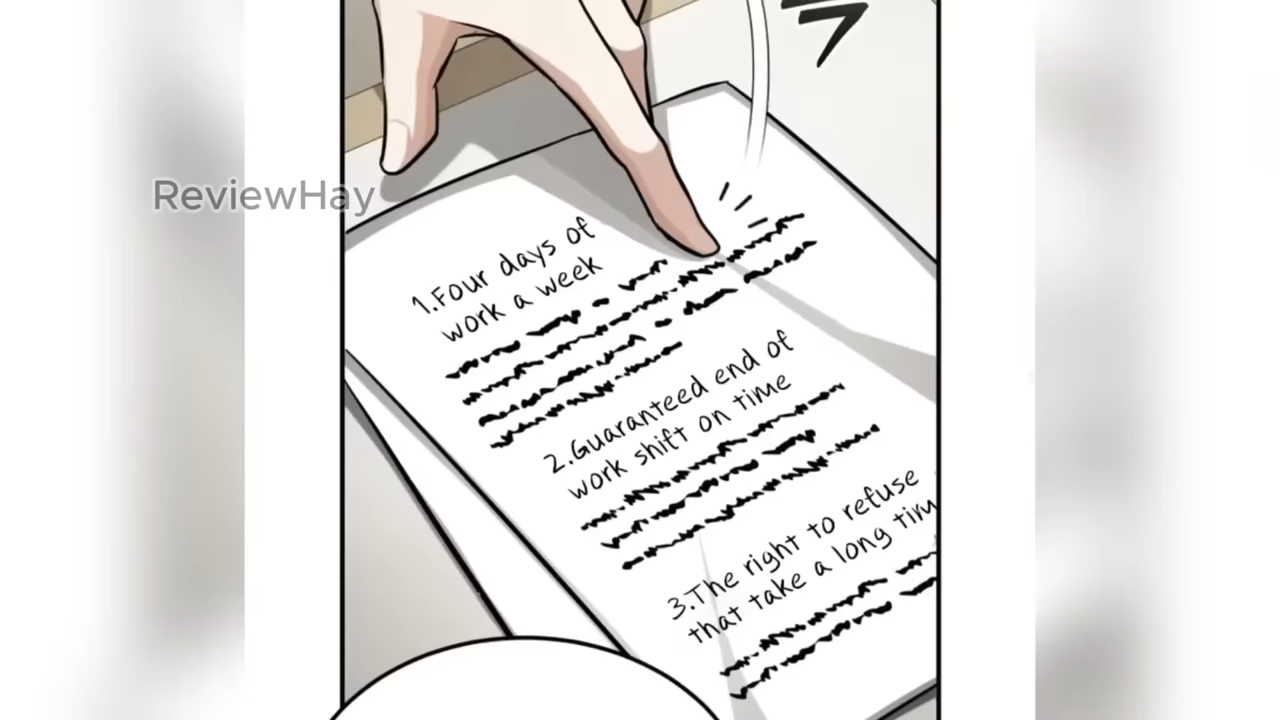 ReviewHay
1.Four days of
work a week
2.Guaranteed end of
work shift on time
3.The right to refuse
that take a long time